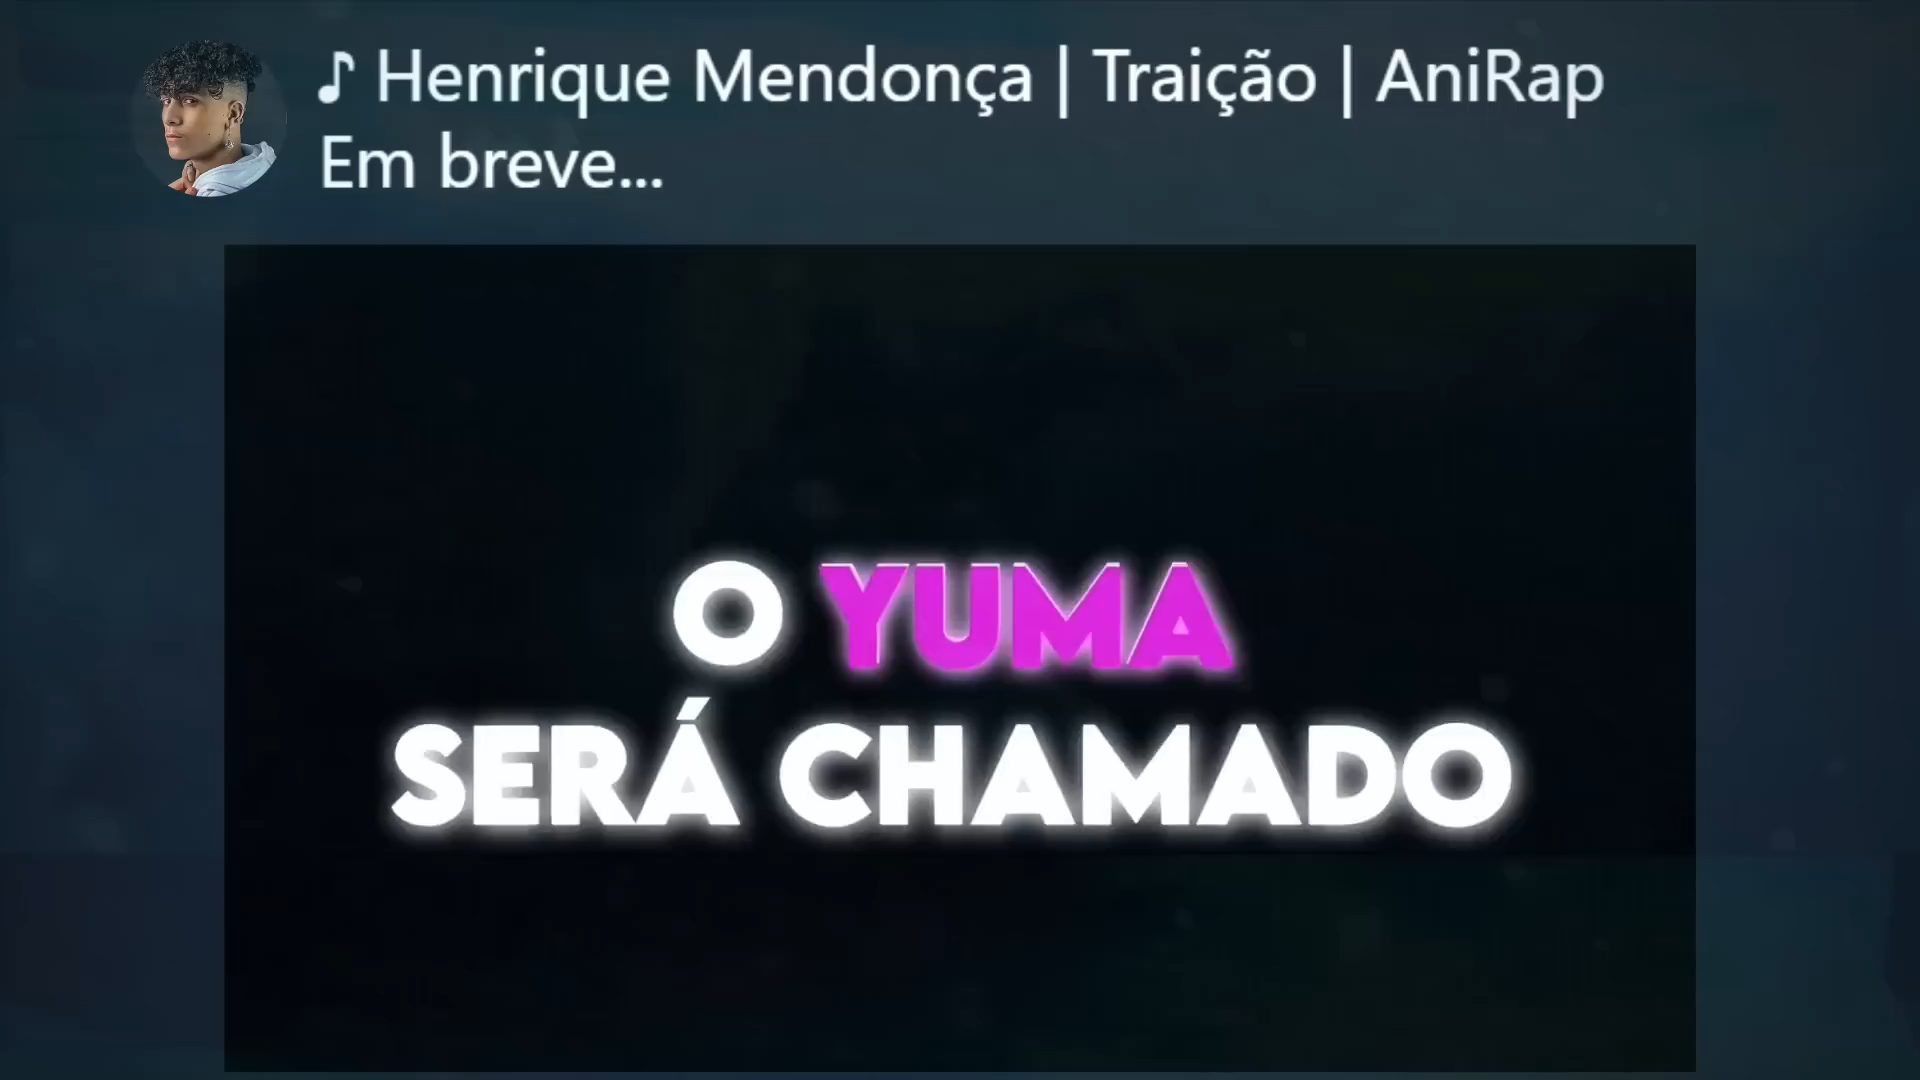 ♪ Henrique Mendonça | Traição | AniRap
Em breve...
O YUMA
SERÁ CHAMADO